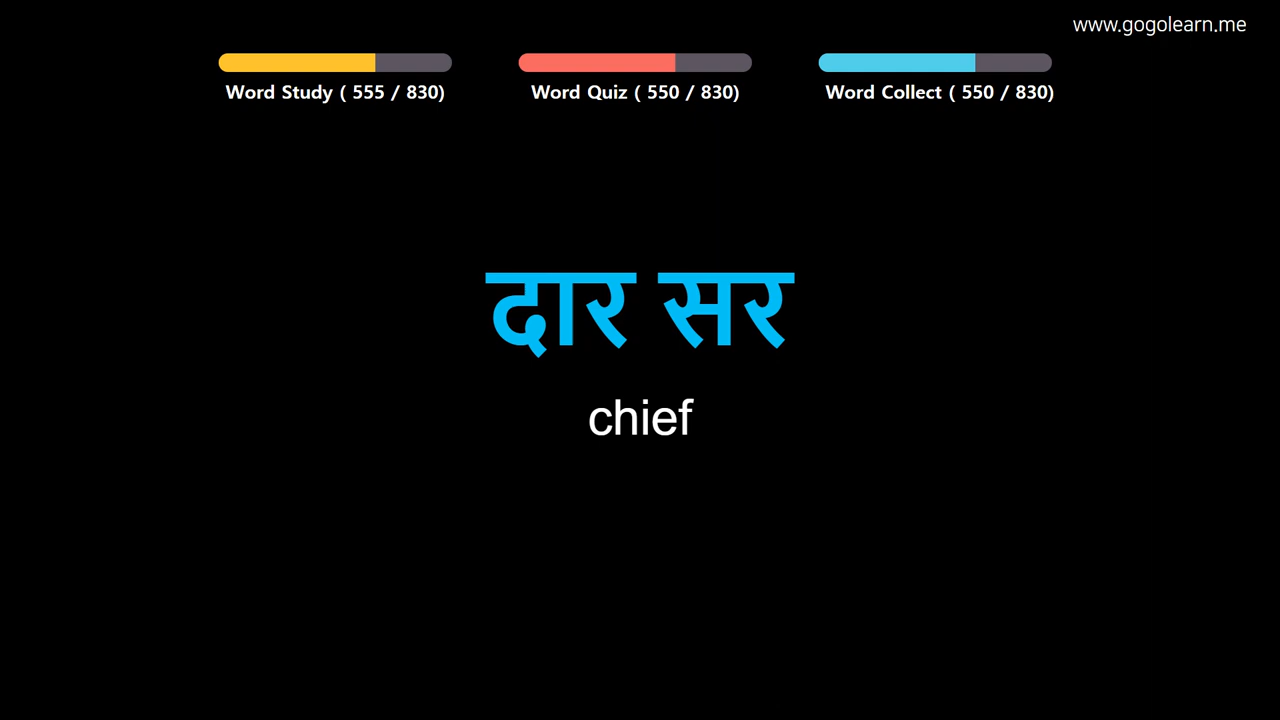 www.gogolearn.me
Word Study ( 555 / 830) Word Quiz ( 550 / 830) Word Collect ( 550 / 830)
दार सर
chief